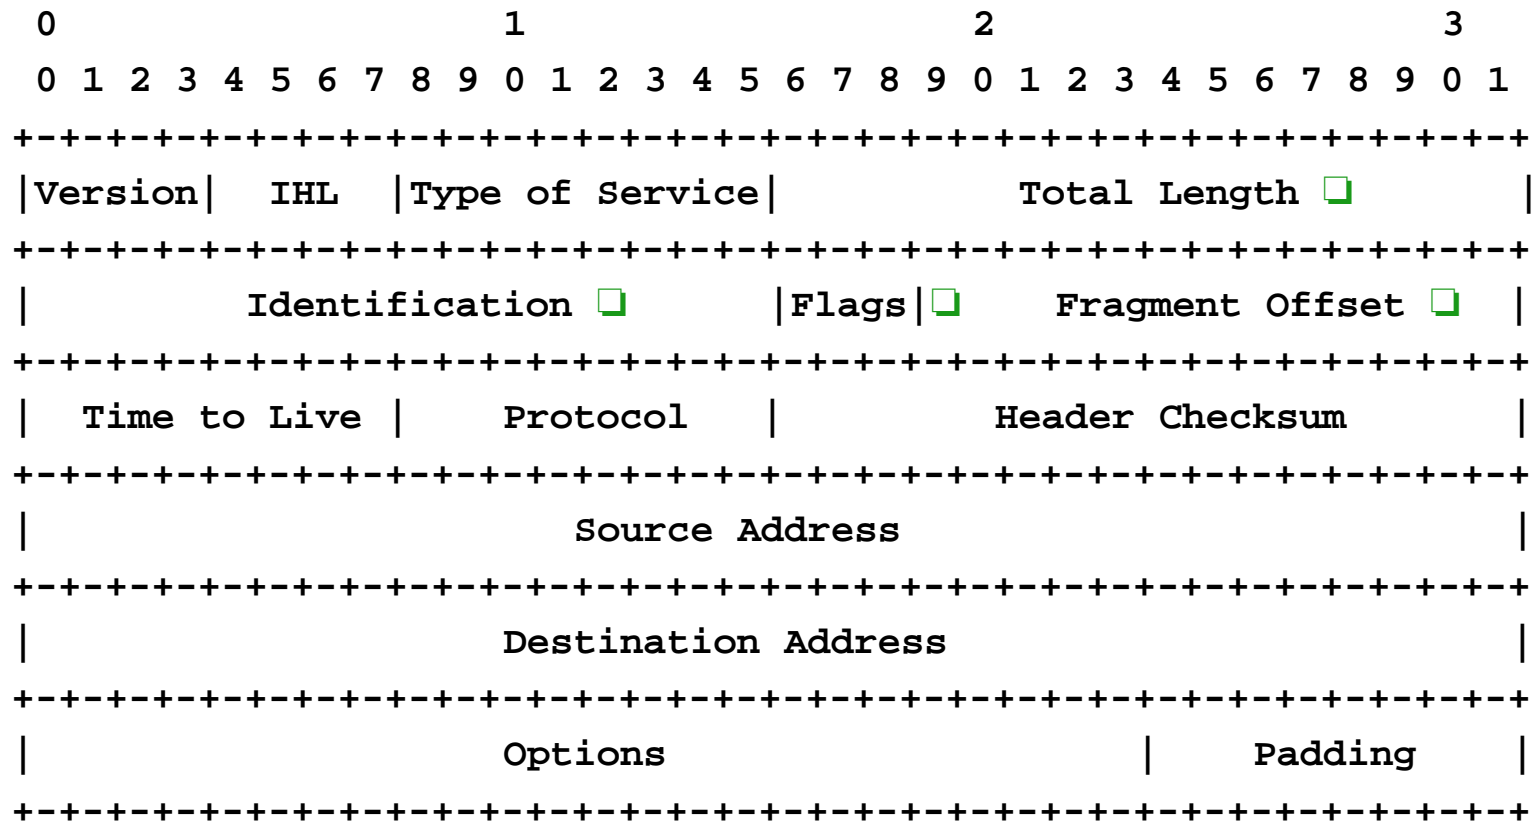 0                   1                   2                   3
0 1 2 3 4 5 6 7 8 9 0 1 2 3 4 5 6 7 8 9 0 1 2 3 4 5 6 7 8 9 0 1
+-+-+-+-+-+-+-+-+-+-+-+-+-+-+-+-+-+-+-+-+-+-+-+-+-+-+-+-+-+-+-+-+
|Version|  IHL  |Type of Service|          Total Length ❑       |
+-+-+-+-+-+-+-+-+-+-+-+-+-+-+-+-+-+-+-+-+-+-+-+-+-+-+-+-+-+-+-+-+
|         Identification ❑      |Flags|❑    Fragment Offset ❑  |
+-+-+-+-+-+-+-+-+-+-+-+-+-+-+-+-+-+-+-+-+-+-+-+-+-+-+-+-+-+-+-+-+
|  Time to Live |    Protocol   |         Header Checksum       |
+-+-+-+-+-+-+-+-+-+-+-+-+-+-+-+-+-+-+-+-+-+-+-+-+-+-+-+-+-+-+-+-+
|                       Source Address                          |
+-+-+-+-+-+-+-+-+-+-+-+-+-+-+-+-+-+-+-+-+-+-+-+-+-+-+-+-+-+-+-+-+
|                    Destination Address                        |
+-+-+-+-+-+-+-+-+-+-+-+-+-+-+-+-+-+-+-+-+-+-+-+-+-+-+-+-+-+-+-+-+
|                    Options                    |    Padding    |
+-+-+-+-+-+-+-+-+-+-+-+-+-+-+-+-+-+-+-+-+-+-+-+-+-+-+-+-+-+-+-+-+